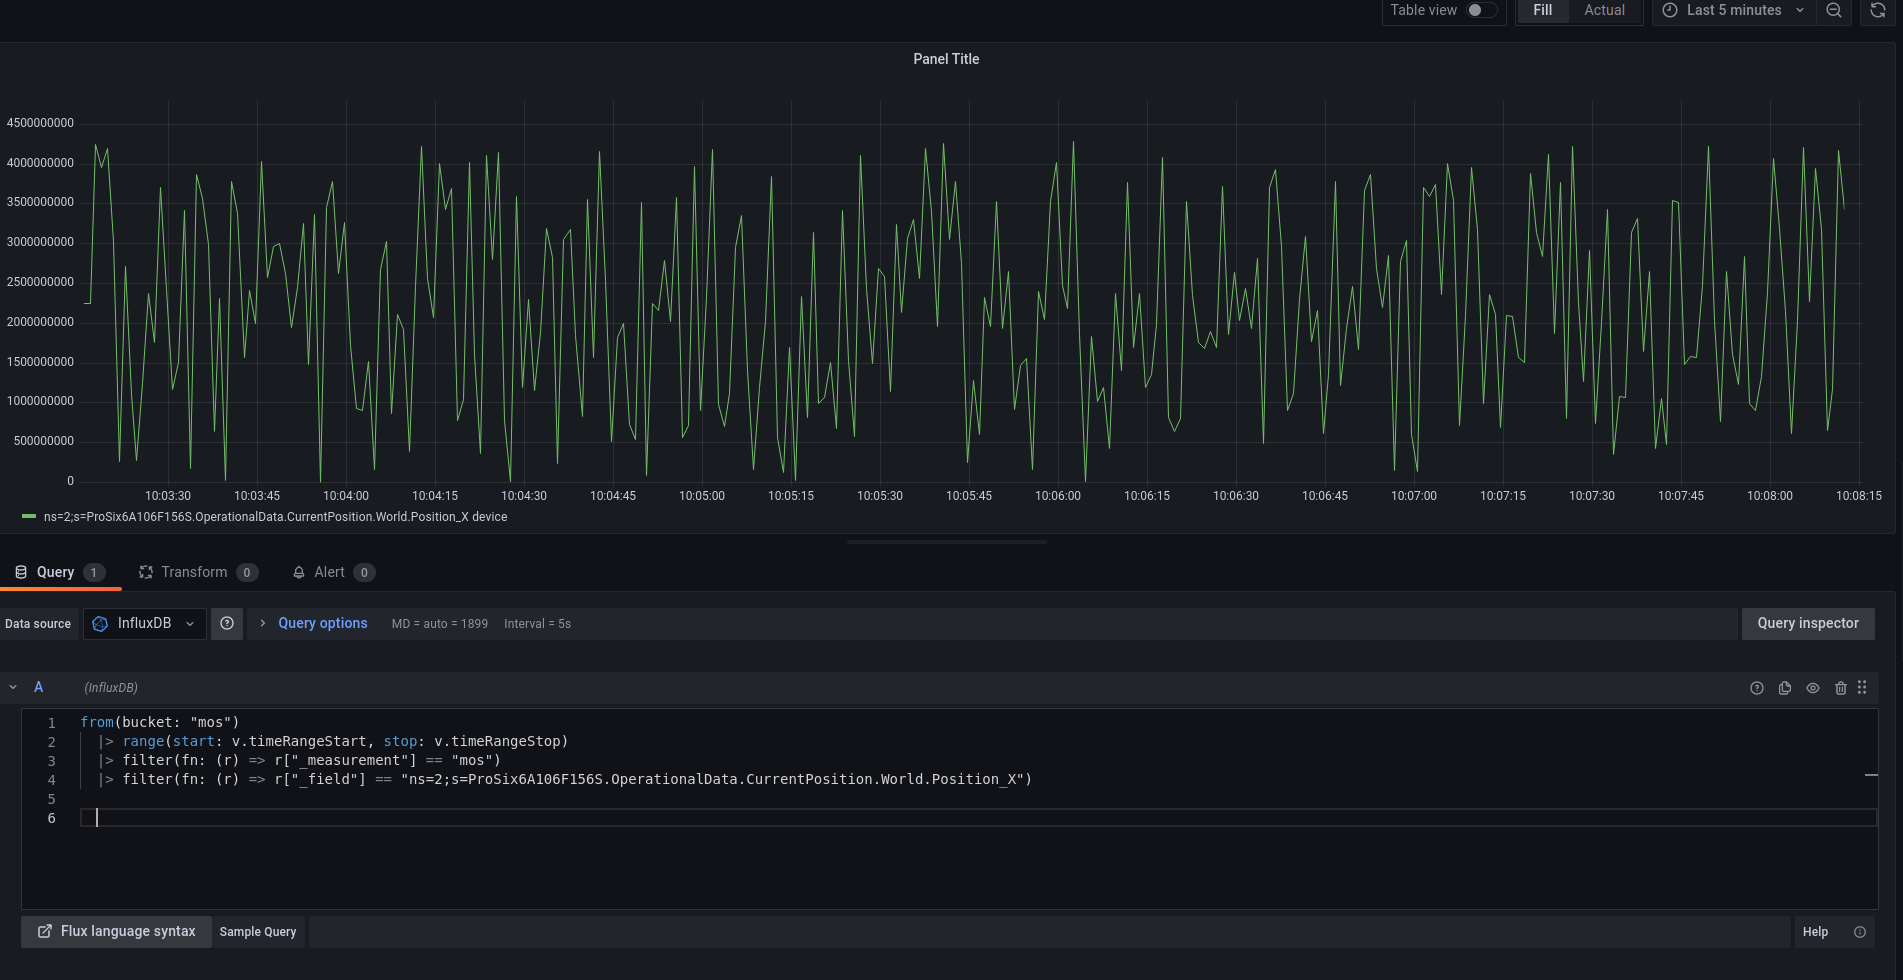 Table view Fill Actual Last 5 minutes
Panel Title
4500000000
4000000000
3500000000
3000000000
2500000000
2000000000
1500000000
1000000000
500000000
0
10:03:30 10:03:45 10:04:00 10:04:15 10:04:30 10:04:45 10:05:00 10:05:15 10:05:30 10:05:45 10:06:00 10:06:15 10:06:30 10:06:45 10:07:00 10:07:15 10:07:30 10:07:45 10:08:00 10:08:15
ns=2;s=ProSix6A106F156S.OperationalData.CurrentPosition.World.Position_X device
Query 1 Transform 0 Alert 0
Data source InfluxDB Query options MD = auto = 1899 Interval = 5s Query inspector
A (InfluxDB)
1 from(bucket: "mos")
2 |> range(start: v.timeRangeStart, stop: v.timeRangeStop)
3 |> filter(fn: (r) => r["_measurement"] == "mos")
4 |> filter(fn: (r) => r["_field"] == "ns=2;s=ProSix6A106F156S.OperationalData.CurrentPosition.World.Position_X")
5
6
Flux language syntax Sample Query Help